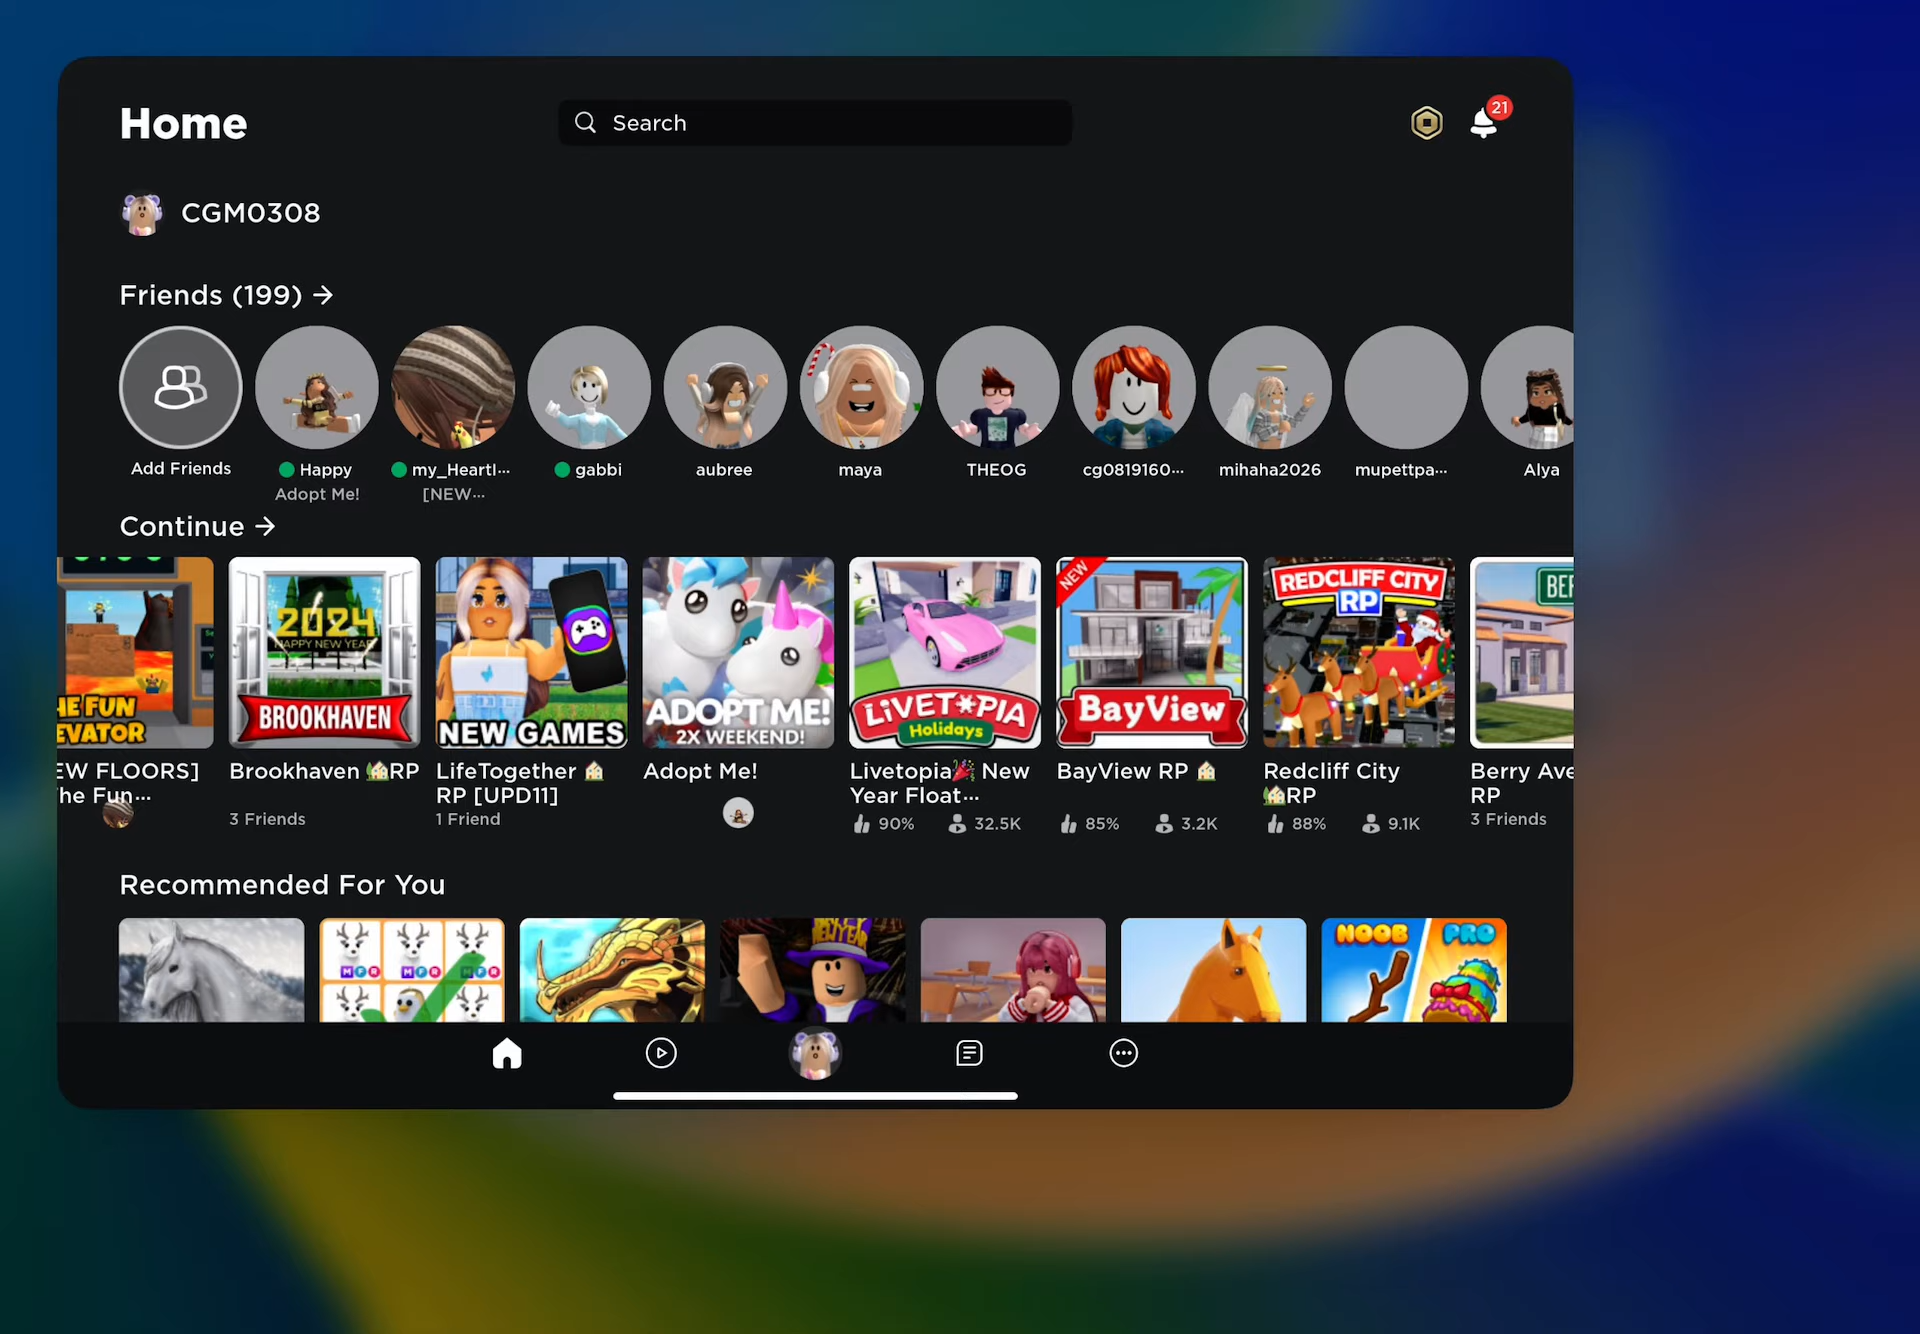 Home
Search
21
CGM0308
Friends (199) →
Add Friends
Happy
Adopt Me!
my_HeartI...
[NEW...
gabbi
aubree
maya
THEOG
cg0819160...
mihaha2026
mupettpa...
Alya
Continue →
HE FUN
EVATOR
2024
HAPPY NEW YEAR
BROOKHAVEN
NEW GAMES
ADOPT ME!
2X WEEKEND!
LiVETOPIA
Holidays
NEW
BayView
REDCLIFF CITY
RP
BER
EW FLOORS]
he Fun...
Brookhaven 🏡RP
3 Friends
LifeTogether 🏠
RP [UPD11]
1 Friend
Adopt Me!
Livetopia🎉 New
Year Float...
90% 32.5K
BayView RP 🏠
85% 3.2K
Redcliff City
🏡RP
88% 9.1K
Berry Ave
RP
3 Friends
Recommended For You
M F R M F R M F R
NEW YEAR
NOOB PRO